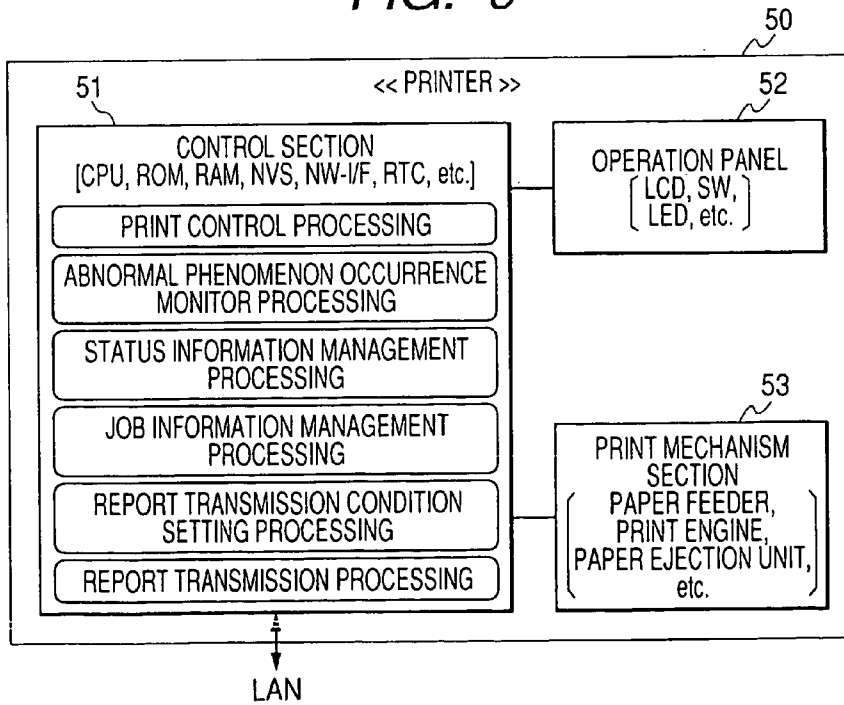 FIG.
50
<< PRINTER >>
51
CONTROL SECTION
[CPU, ROM, RAM, NVS, NW-I/F, RTC, etc.]
PRINT CONTROL PROCESSING
ABNORMAL PHENOMENON OCCURRENCE
MONITOR PROCESSING
STATUS INFORMATION MANAGEMENT
PROCESSING
JOB INFORMATION MANAGEMENT
PROCESSING
REPORT TRANSMISSION CONDITION
SETTING PROCESSING
REPORT TRANSMISSION PROCESSING
52
OPERATION PANEL
[LCD, SW,
LED, etc.]
53
PRINT MECHANISM
SECTION
[PAPER FEEDER,
PRINT ENGINE,
PAPER EJECTION UNIT,
etc.]
LAN